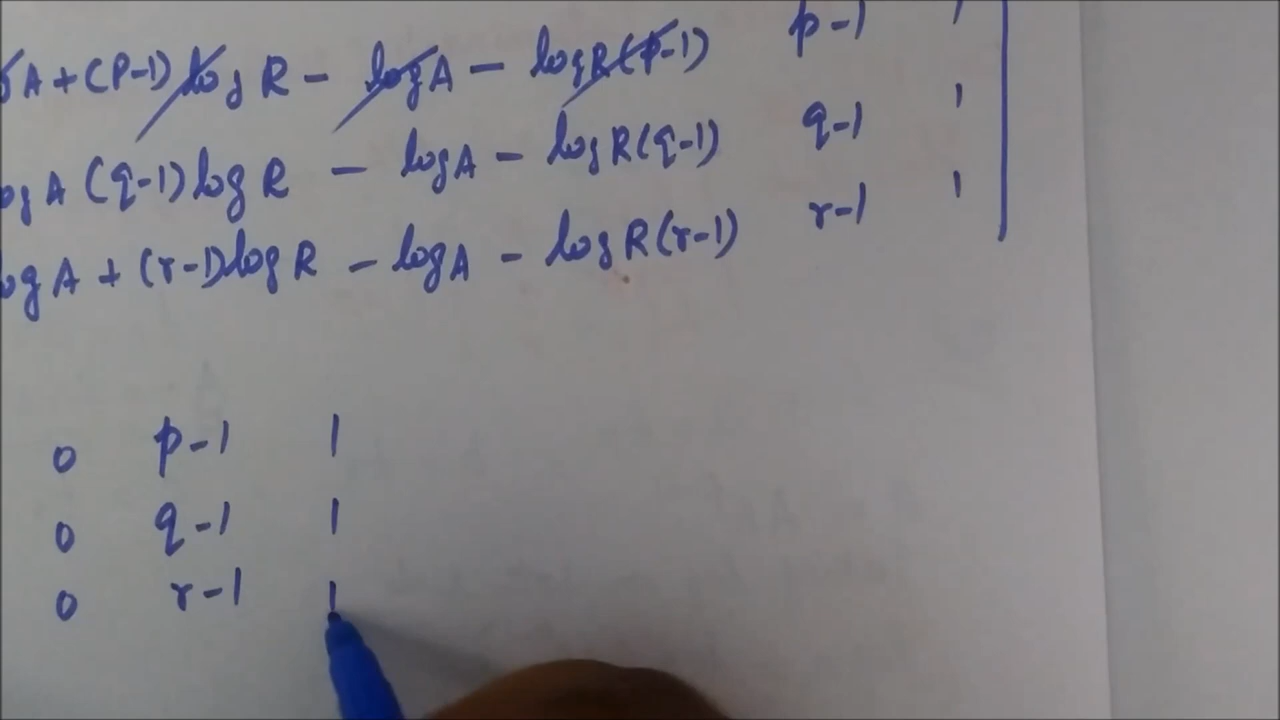 A + (P-1) log R - log A - log R (p-1) p-1 1
log A (q-1) log R - log A - log R (q-1) q-1 1
log A + (r-1) log R - log A - log R (r-1) r-1 1
0 p-1 1
0 q-1 1
0 r-1 1